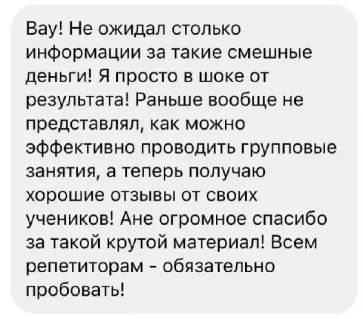 Вау! Не ожидал столько
информации за такие смешные
деньги! Я просто в шоке от
результата! Раньше вообще не
представлял, как можно
эффективно проводить групповые
занятия, а теперь получаю
хорошие отзывы от своих
учеников! Ане огромное спасибо
за такой крутой материал! Всем
репетиторам - обязательно
пробовать!